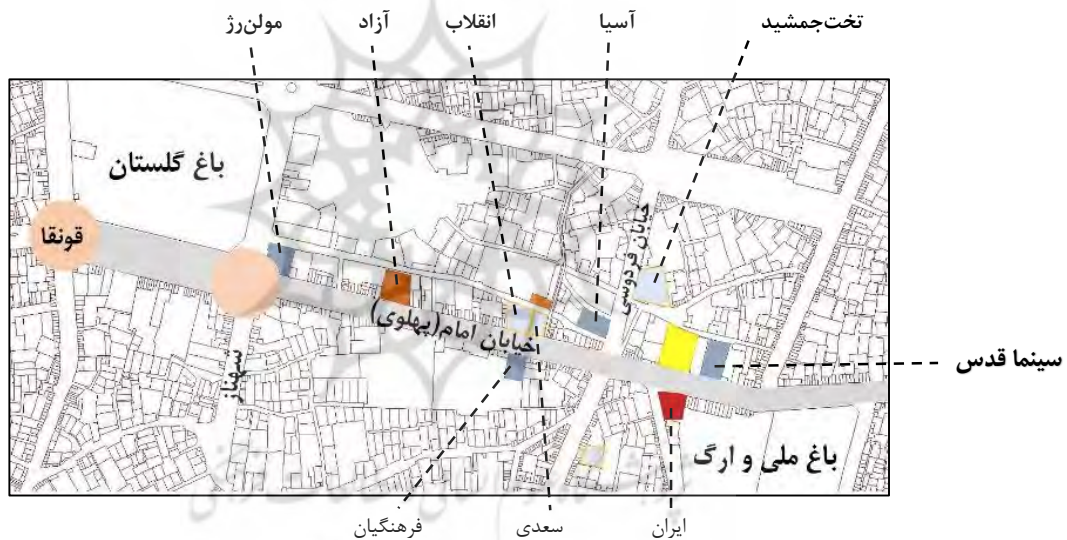 تخت‌جمشید
آسیا
انقلاب
آزاد
مولن‌رژ
باغ گلستان
خیابان فردوسی
قونقا
خیابان امام(پهلوی)
شهناز
سینما قدس
باغ ملی و ارگ
ایران
سعدی
فرهنگیان